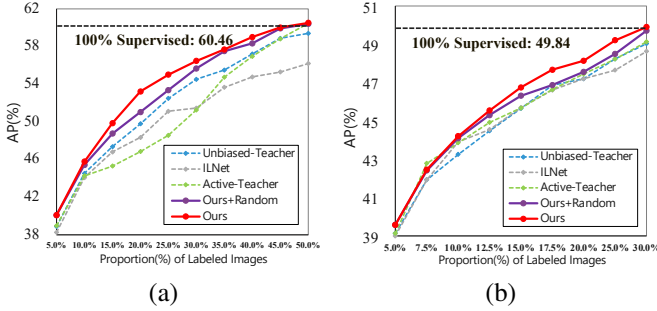 (a)
62
58
54
50
46
42
38
AP(%)
100% Supervised: 60.46
Unbiased-Teacher
ILNet
Active-Teacher
Ours+Random
Ours
5.0% 10.0% 15.0% 20.0% 25.0% 30.0% 35.0% 40.0% 45.0% 50.0%
Proportion(%) of Labeled Images
(a)
(b)
51
49
47
45
43
41
39
AP(%)
100% Supervised: 49.84
Unbiased-Teacher
ILNet
Active-Teacher
Ours+Random
Ours
5.0% 7.5% 10.0% 12.5% 15.0% 17.5% 20.0% 25.0% 30.0%
Proportion(%) of Labeled Images
(b)